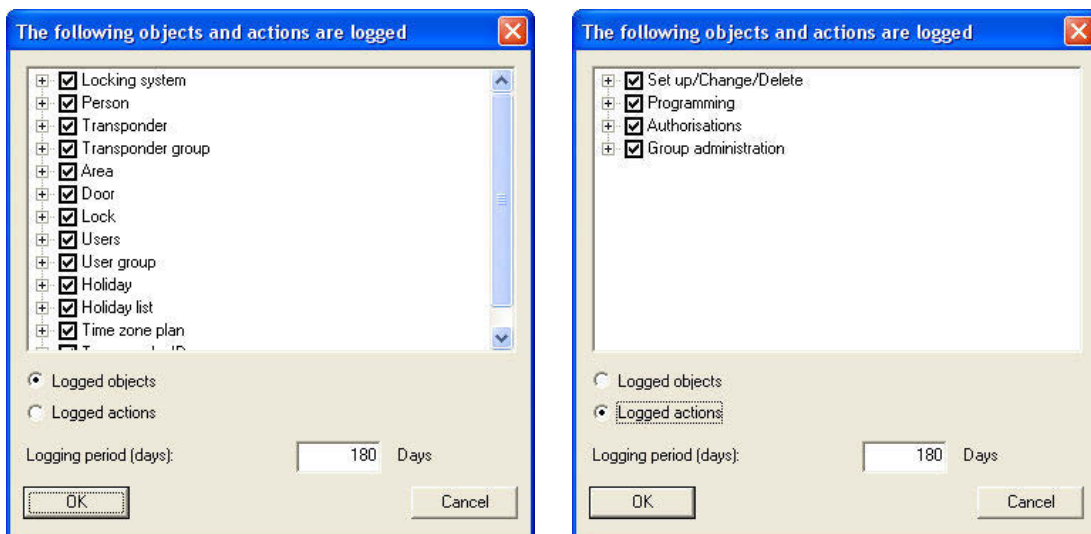 The following objects and actions are logged
Locking system
Person
Transponder
Transponder group
Area
Door
Lock
Users
User group
Holiday
Holiday list
Time zone plan
Logged objects
Logged actions
Logging period (days): 180 Days
OK Cancel
The following objects and actions are logged
Set up/Change/Delete
Programming
Authorisations
Group administration
Logged objects
Logged actions
Logging period (days): 180 Days
OK Cancel